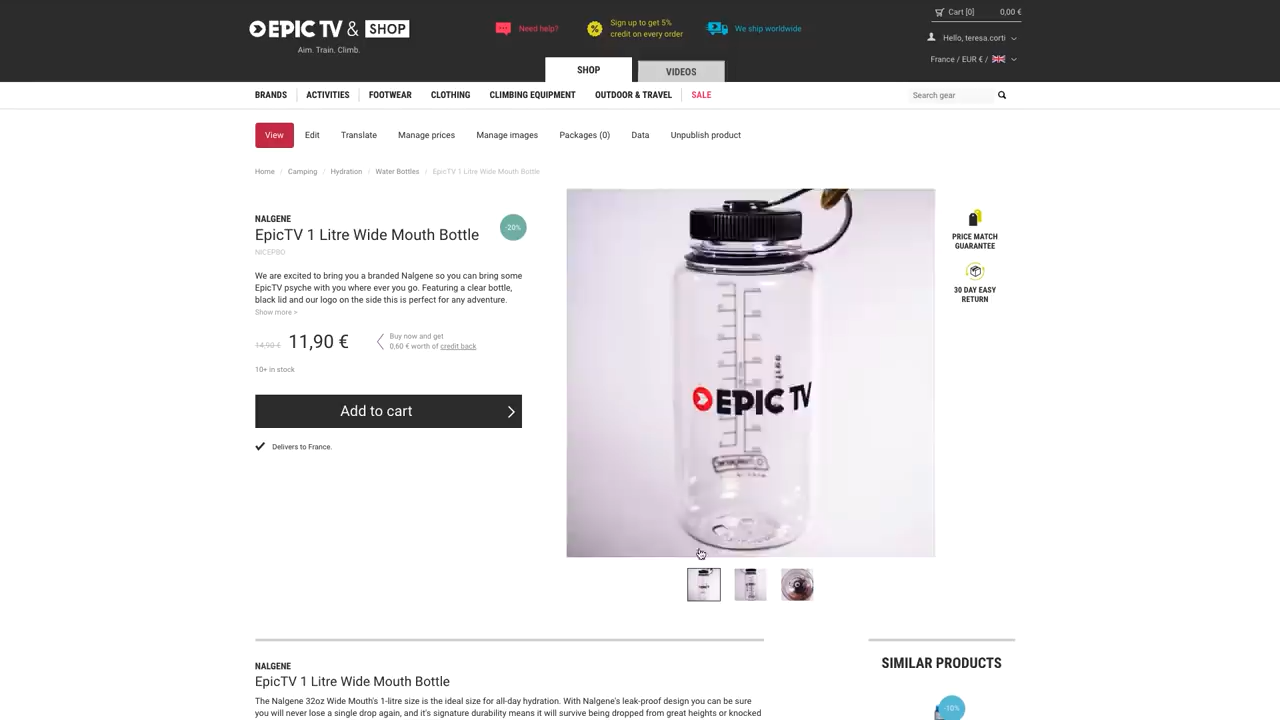 EPIC TV & SHOP
Aim. Train. Climb.
Need help?
Sign up to get 5%
credit on every order
We ship worldwide
Cart [0] 0,00 €
Hello, teresa.corti
France / EUR € /
SHOP VIDEOS
BRANDS ACTIVITIES FOOTWEAR CLOTHING CLIMBING EQUIPMENT OUTDOOR & TRAVEL SALE
Search gear
View Edit Translate Manage prices Manage images Packages (0) Data Unpublish product
Home / Camping / Hydration / Water Bottles / EpicTV 1 Litre Wide Mouth Bottle
NALGENE
EpicTV 1 Litre Wide Mouth Bottle
-20%
NICEPBO
We are excited to bring you a branded Nalgene so you can bring some
EpicTV psyche with you where ever you go. Featuring a clear bottle,
black lid and our logo on the side this is perfect for any adventure.
Show more >
14,90 € 11,90 €
Buy now and get
0,60 € worth of credit back
10+ in stock
Add to cart
Delivers to France.
EPIC TV
PRICE MATCH
GUARANTEE
30 DAY EASY
RETURN
NALGENE
EpicTV 1 Litre Wide Mouth Bottle
The Nalgene 32oz Wide Mouth's 1-litre size is the ideal size for all-day hydration. With Nalgene's leak-proof design you can be sure
you will never lose a single drop again, and it's signature durability means it will survive being dropped from great heights or knocked
SIMILAR PRODUCTS
-10%